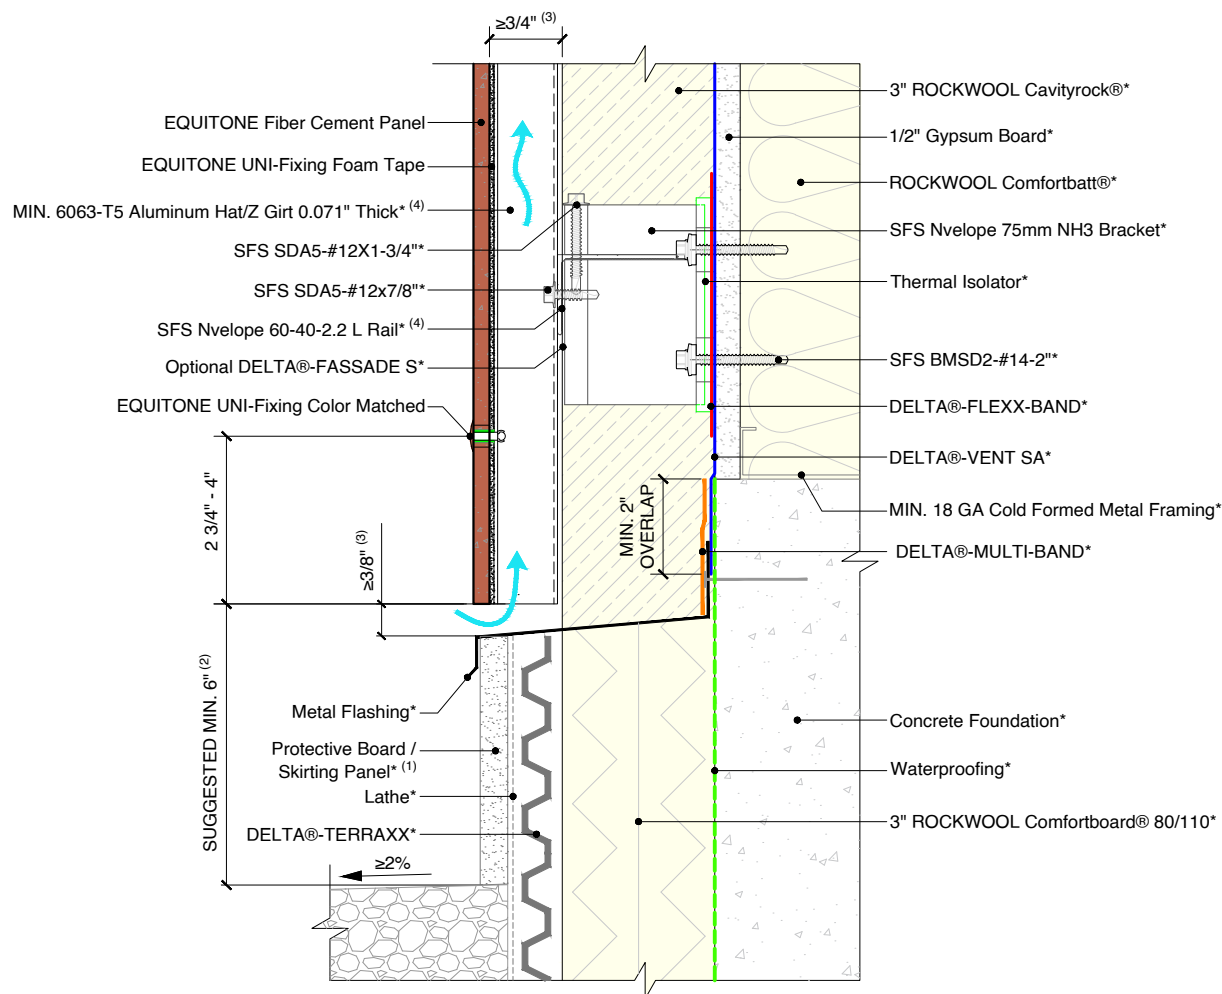 ≥3/4" (3)
EQUITONE Fiber Cement Panel
EQUITONE UNI-Fixing Foam Tape
MIN. 6063-T5 Aluminum Hat/Z Girt 0.071" Thick* (4)
SFS SDA5-#12X1-3/4"*
SFS SDA5-#12x7/8"*
SFS Nvelope 60-40-2.2 L Rail* (4)
Optional DELTA®-FASSADE S*
EQUITONE UNI-Fixing Color Matched
2 3/4" - 4"
≥3/8" (3)
SUGGESTED MIN. 6" (2)
Metal Flashing*
Protective Board /
Skirting Panel* (1)
Lathe*
DELTA®-TERRAXX*
≥2%
MIN. 2"
OVERLAP
3" ROCKWOOL Cavityrock®*
1/2" Gypsum Board*
ROCKWOOL Comfortbatt®*
SFS Nvelope 75mm NH3 Bracket*
Thermal Isolator*
SFS BMSD2-#14-2"*
DELTA®-FLEXX-BAND*
DELTA®-VENT SA*
MIN. 18 GA Cold Formed Metal Framing*
DELTA®-MULTI-BAND*
Concrete Foundation*
Waterproofing*
3" ROCKWOOL Comfortboard® 80/110*